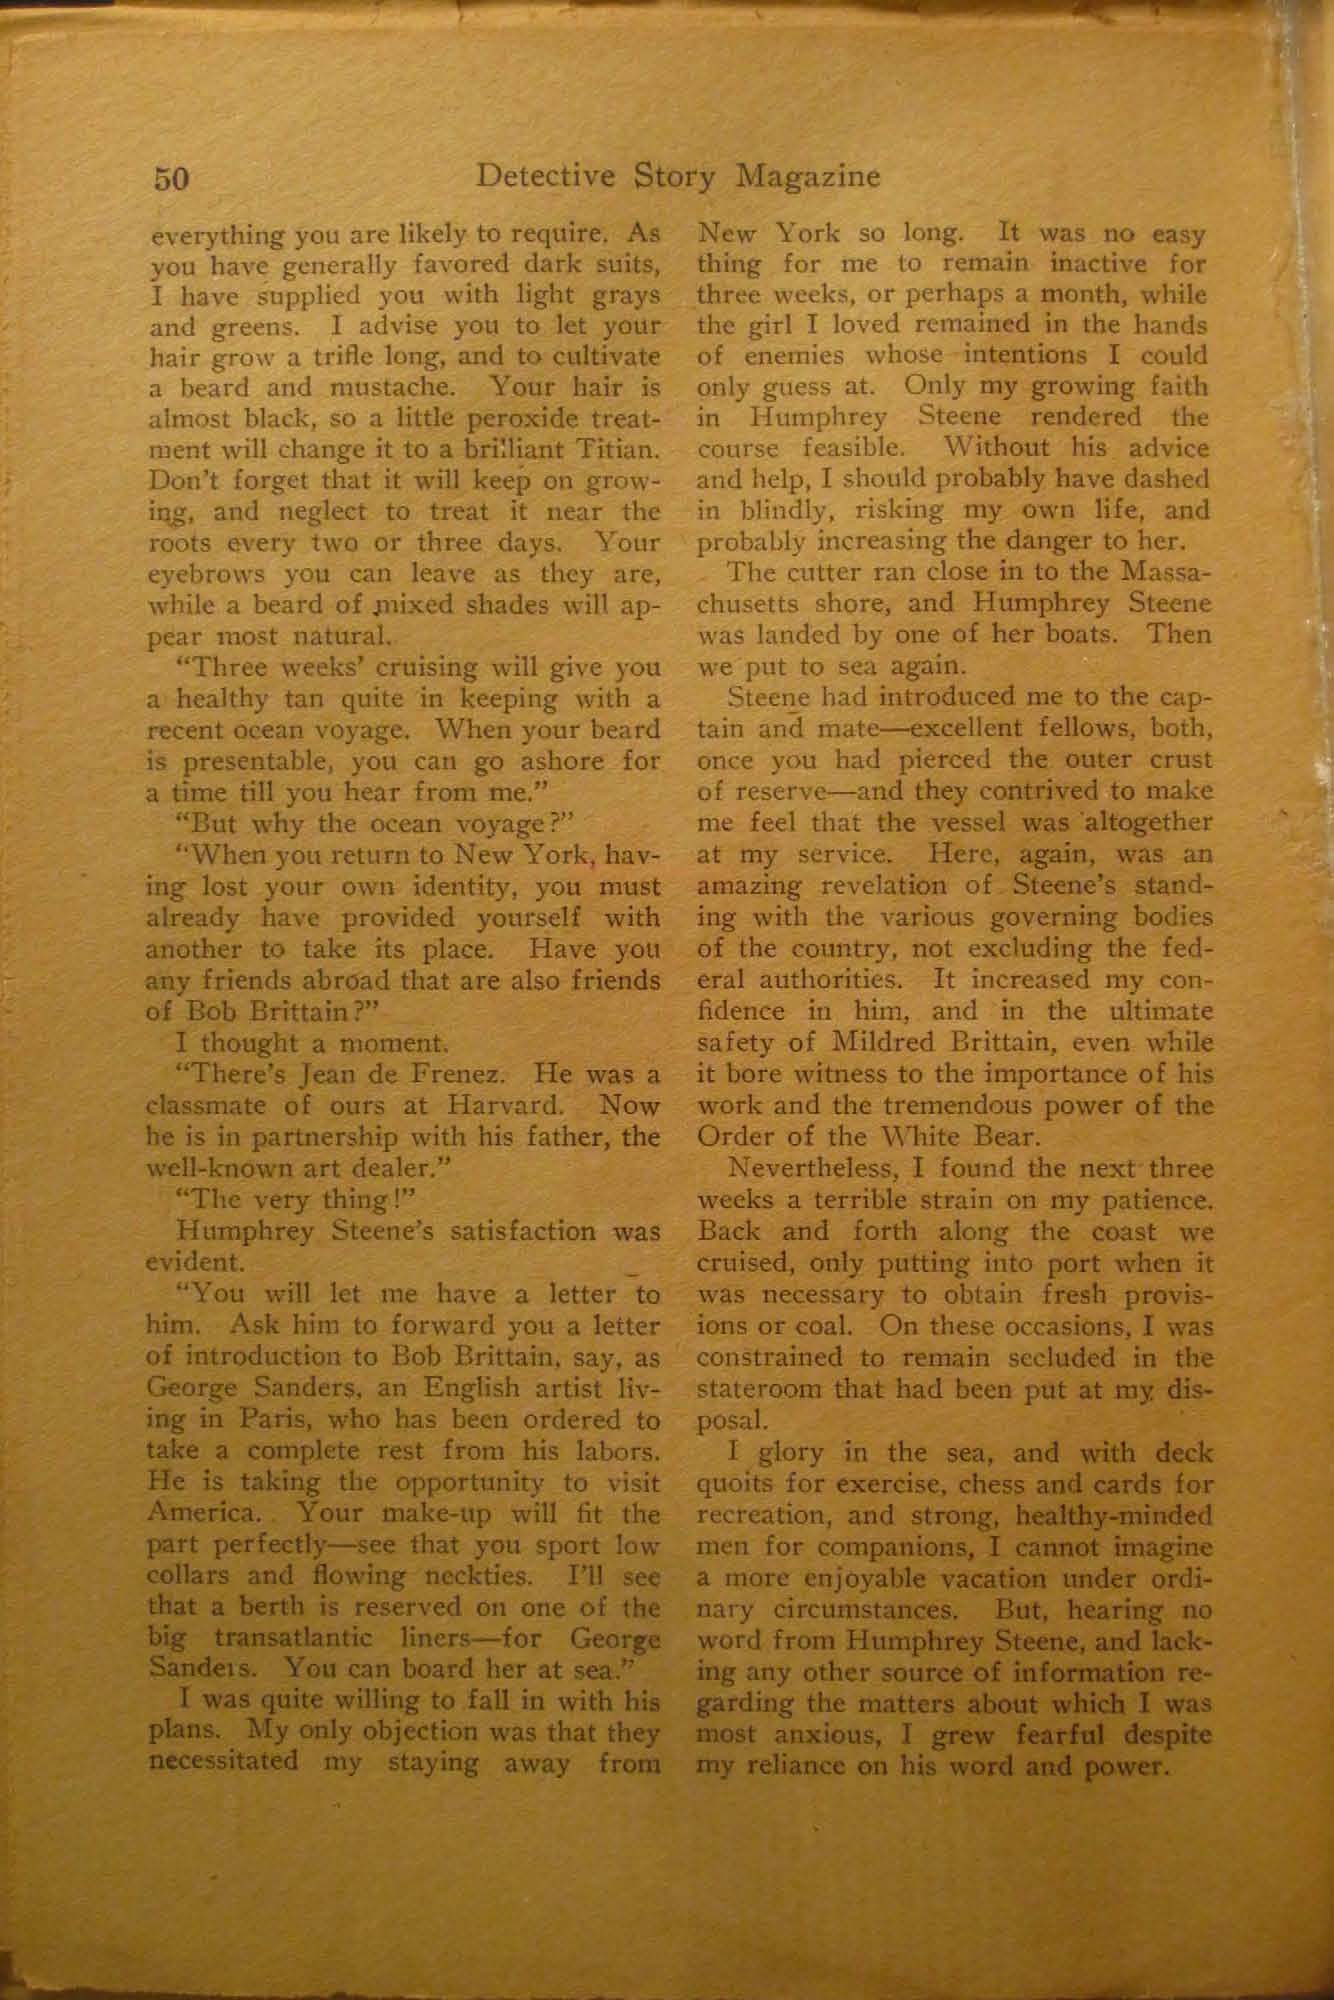 50
Detective Story Magazine
everything you are likely to require. As
you have generally favored dark suits,
I have supplied you with light grays
and greens. I advise you to let your
hair grow a trifle long, and to cultivate
a beard and mustache. Your hair is
almost black, so a little peroxide treat-
ment will change it to a brilliant Titian.
Don't forget that it will keep on grow-
ing, and neglect to treat it near the
roots every two or three days. Your
eyebrows you can leave as they are,
while a beard of mixed shades will ap-
pear most natural.
"Three weeks' cruising will give you
a healthy tan quite in keeping with a
recent ocean voyage. When your beard
is presentable, you can go ashore for
a time till you hear from me."
"But why the ocean voyage?"
"When you return to New York, hav-
ing lost your own identity, you must
already have provided yourself with
another to take its place. Have you
any friends abroad that are also friends
of Bob Brittain?"
I thought a moment.
"There's Jean de Frenez. He was a
classmate of ours at Harvard. Now
he is in partnership with his father, the
well-known art dealer."
"The very thing!"
Humphrey Steene's satisfaction was
evident.
"You will let me have a letter to
him. Ask him to forward you a letter
of introduction to Bob Brittain, say, as
George Sanders, an English artist liv-
ing in Paris, who has been ordered to
take a complete rest from his labors.
He is taking the opportunity to visit
America. Your make-up will fit the
part perfectly—see that you sport low
collars and flowing neckties. I'll see
that a berth is reserved on one of the
big transatlantic liners—for George
Sanders. You can board her at sea."
I was quite willing to fall in with his
plans. My only objection was that they
necessitated my staying away from
New York so long. It was no easy
thing for me to remain inactive for
three weeks, or perhaps a month, while
the girl I loved remained in the hands
of enemies whose intentions I could
only guess at. Only my growing faith
in Humphrey Steene rendered the
course feasible. Without his advice
and help, I should probably have dashed
in blindly, risking my own life, and
probably increasing the danger to her.
The cutter ran close in to the Massa-
chusetts shore, and Humphrey Steene
was landed by one of her boats. Then
we put to sea again.
Steene had introduced me to the cap-
tain and mate—excellent fellows, both,
once you had pierced the outer crust
of reserve—and they contrived to make
me feel that the vessel was altogether
at my service. Here, again, was an
amazing revelation of Steene's stand-
ing with the various governing bodies
of the country, not excluding the fed-
eral authorities. It increased my con-
fidence in him, and in the ultimate
safety of Mildred Brittain, even while
it bore witness to the importance of his
work and the tremendous power of the
Order of the White Bear.
Nevertheless, I found the next three
weeks a terrible strain on my patience.
Back and forth along the coast we
cruised, only putting into port when it
was necessary to obtain fresh provis-
ions or coal. On these occasions, I was
constrained to remain secluded in the
stateroom that had been put at my dis-
posal.
I glory in the sea, and with deck
quoits for exercise, chess and cards for
recreation, and strong, healthy-minded
men for companions, I cannot imagine
a more enjoyable vacation under ordi-
nary circumstances. But, hearing no
word from Humphrey Steene, and lack-
ing any other source of information re-
garding the matters about which I was
most anxious, I grew fearful despite
my reliance on his word and power.